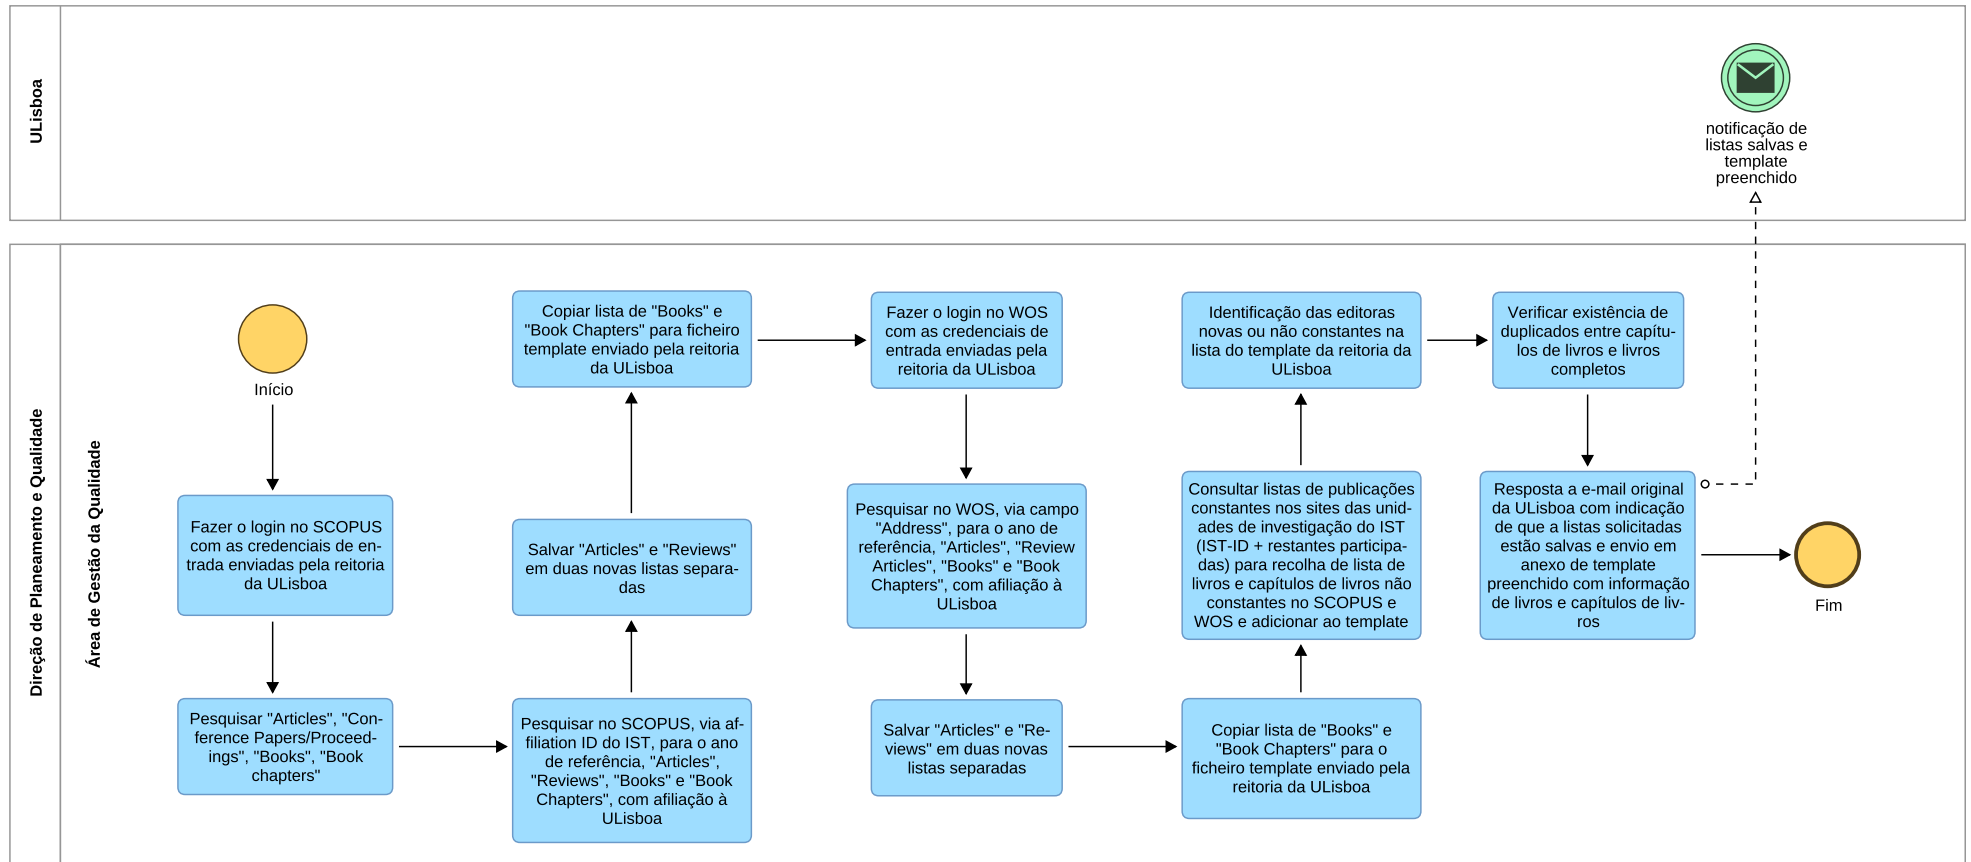 ULisboa
notificação de
listas salvas e
template
preenchido
Direção de Planeamento e Qualidade
Área de Gestão da Qualidade
Início
Fazer o login no SCOPUS
com as credenciais de en-
trada enviadas pela reitoria
da ULisboa
Pesquisar "Articles", "Con-
ference Papers/Proceed-
ings", "Books", "Book
chapters"
Pesquisar no SCOPUS, via af-
filiation ID do IST, para o ano
de referência, "Articles",
"Reviews", "Books" e "Book
Chapters", com afiliação à
ULisboa
Salvar "Articles" e "Reviews"
em duas novas listas separa-
das
Copiar lista de "Books" e
"Book Chapters" para ficheiro
template enviado pela reitoria
da ULisboa
Fazer o login no WOS
com as credenciais de
entrada enviadas pela
reitoria da ULisboa
Pesquisar no WOS, via campo
"Address", para o ano de
referência, "Articles", "Review
Articles", "Books" e "Book
Chapters", com afiliação à
ULisboa
Salvar "Articles" e "Re-
views" em duas novas
listas separadas
Copiar lista de "Books" e
"Book Chapters" para o
ficheiro template enviado pela
reitoria da ULisboa
Consultar listas de publicações
constantes nos sites das unid-
ades de investigação do IST
(IST-ID + restantes participa-
das) para recolha de lista de
livros e capítulos de livros não
constantes no SCOPUS e
WOS e adicionar ao template
Identificação das editoras
novas ou não constantes na
lista do template da reitoria da
ULisboa
Verificar existência de
duplicados entre capítu-
los de livros e livros
completos
Resposta a e-mail original
da ULisboa com indicação
de que a listas solicitadas
estão salvas e envio em
anexo de template
preenchido com informação
de livros e capítulos de liv-
ros
Fim